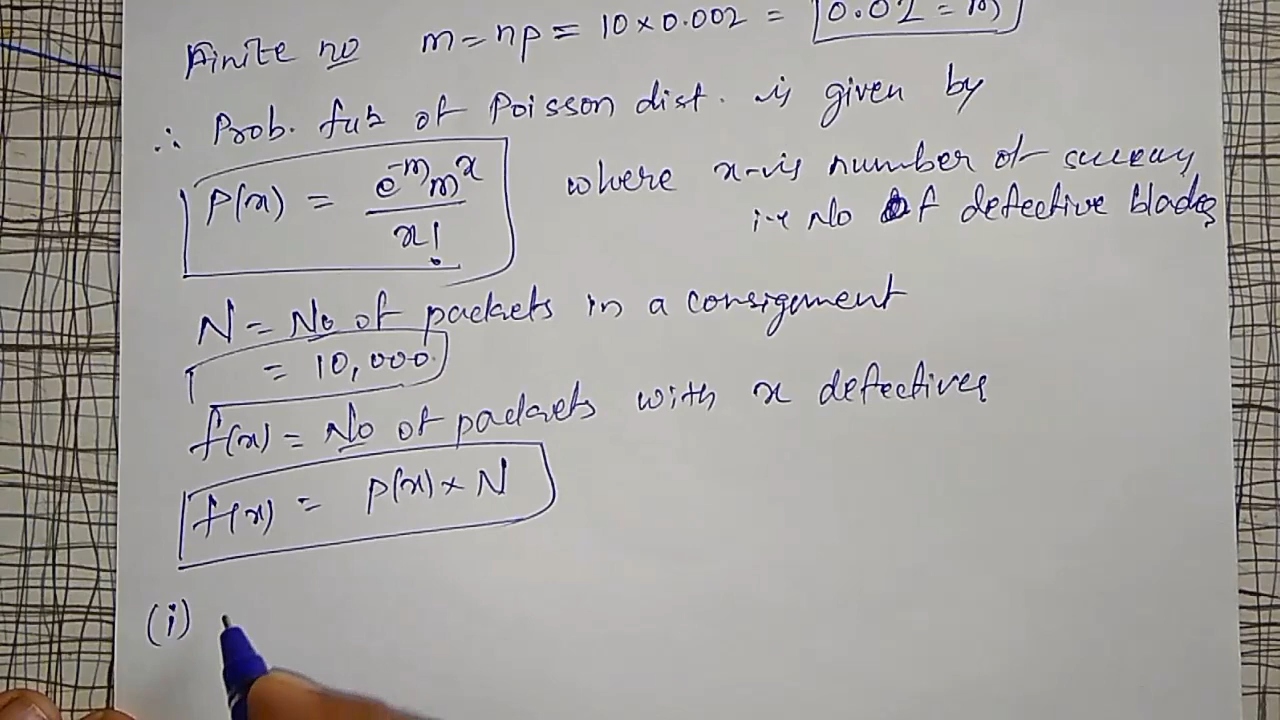 Finite no m = np = 10 × 0.002 = 0.02 = m
∴ Prob. fun of Poisson dist. is given by
P(x) = e^-m m^x / x! where x-is number of success
i-e No of defective blades
N = No of packets in a consignment
= 10,000.
f(x) = No of packets with x defectives
f(x) = P(x) × N
(i)